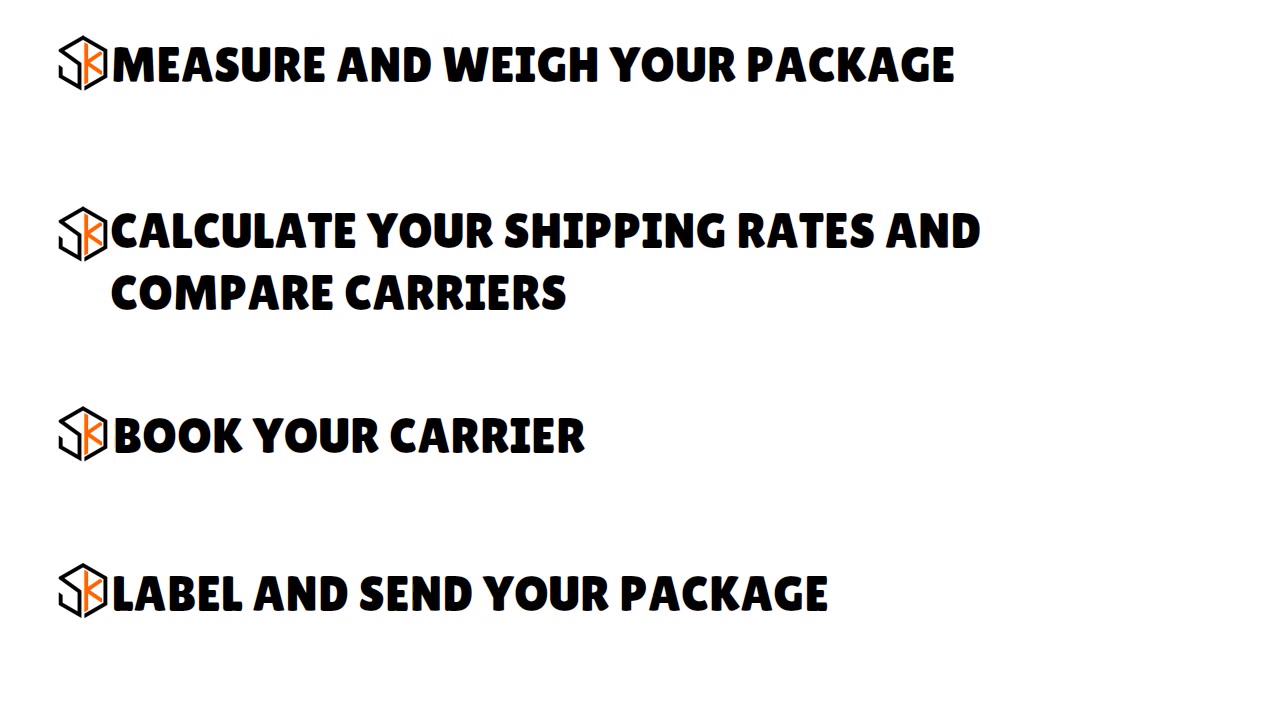 MEASURE AND WEIGH YOUR PACKAGE
CALCULATE YOUR SHIPPING RATES AND
COMPARE CARRIERS
BOOK YOUR CARRIER
LABEL AND SEND YOUR PACKAGE